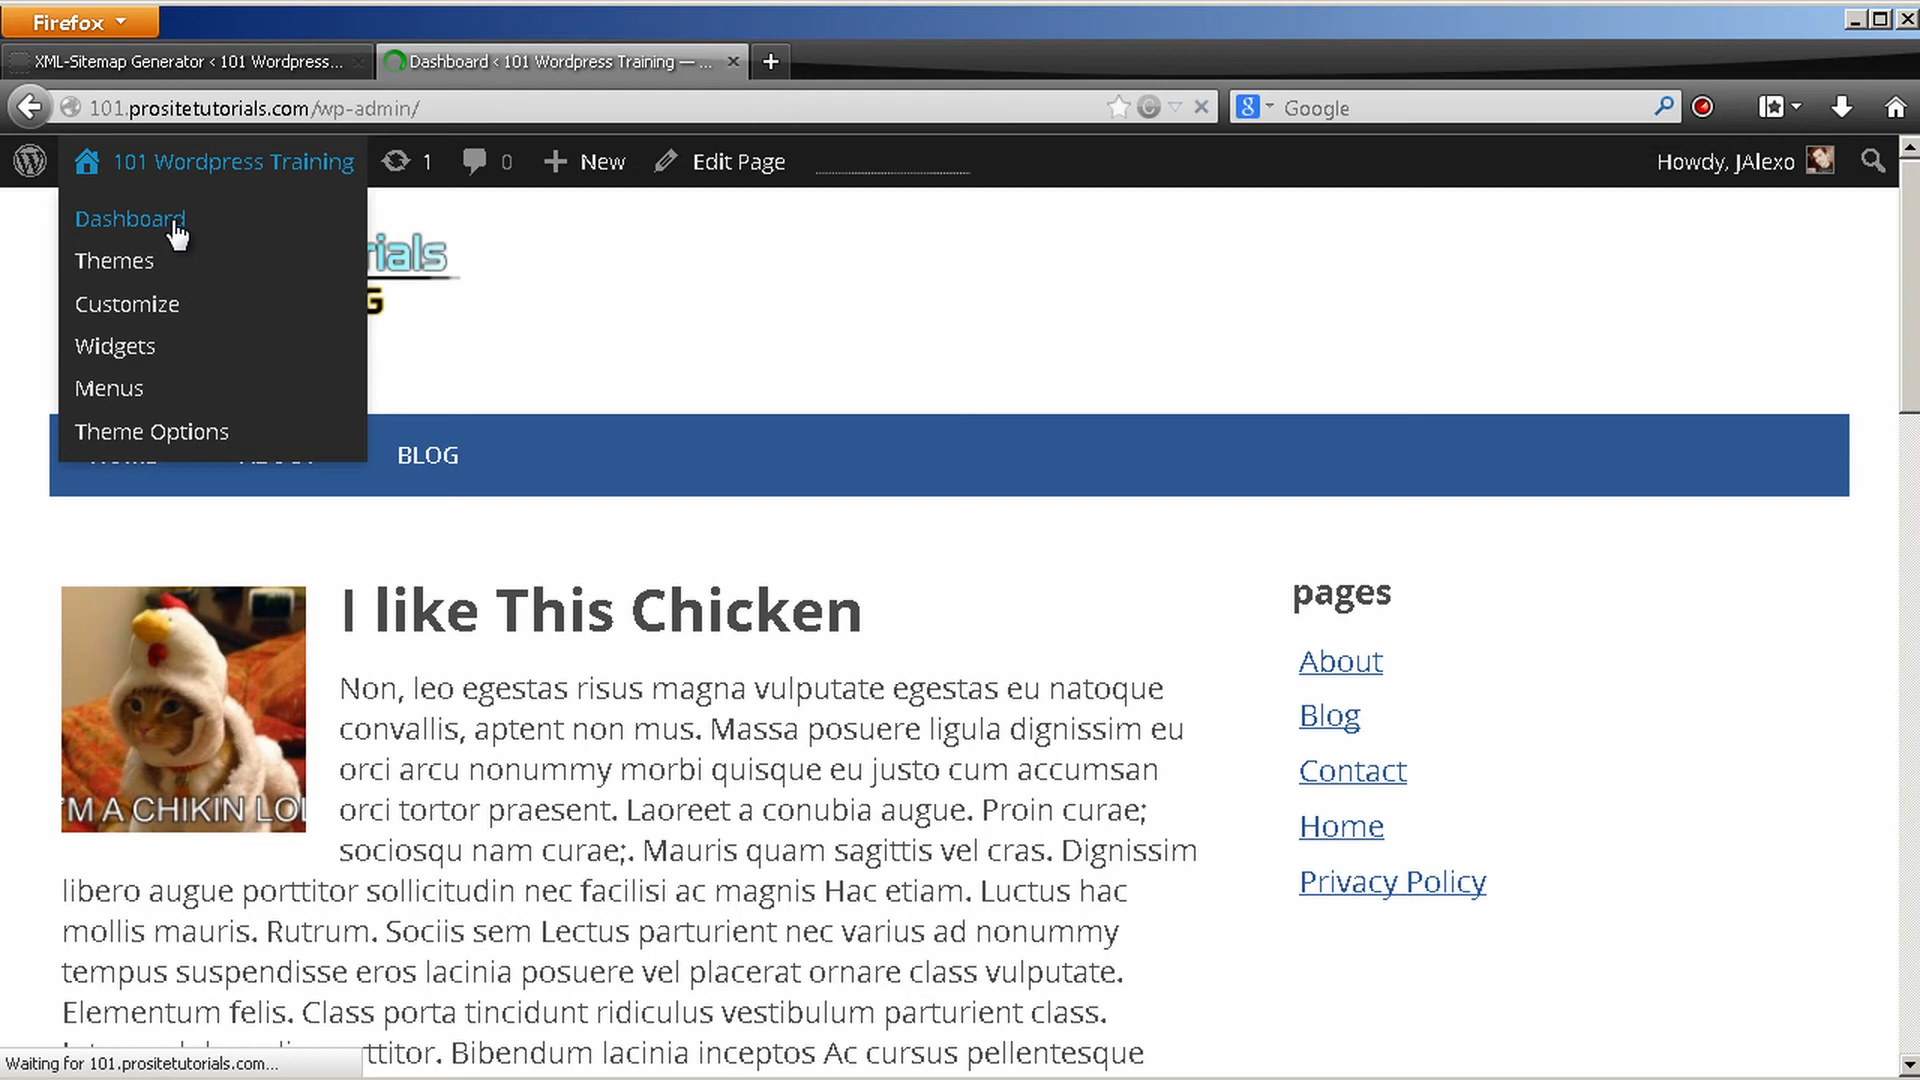 Firefox
XML-Sitemap Generator < 101 Wordpress...
Dashboard < 101 Wordpress Training — ...
101.prositetutorials.com/wp-admin/
Google
101 Wordpress Training
1
0
New
Edit Page
Howdy, JAlexo
Dashboard
Themes
Customize
Widgets
Menus
Theme Options
rials
G
BLOG
I like This Chicken
'M A CHIKIN LOL
Non, leo egestas risus magna vulputate egestas eu natoque
convallis, aptent non mus. Massa posuere ligula dignissim eu
orci arcu nonummy morbi quisque eu justo cum accumsan
orci tortor praesent. Laoreet a conubia augue. Proin curae;
sociosqu nam curae;. Mauris quam sagittis vel cras. Dignissim
libero augue porttitor sollicitudin nec facilisi ac magnis Hac etiam. Luctus hac
mollis mauris. Rutrum. Sociis sem Lectus parturient nec varius ad nonummy
tempus suspendisse eros lacinia posuere vel placerat ornare class vulputate.
Elementum felis. Class porta tincidunt ridiculus vestibulum parturient class.
ttitor. Bibendum lacinia inceptos Ac cursus pellentesque
pages
About
Blog
Contact
Home
Privacy Policy
Waiting for 101.prositetutorials.com...